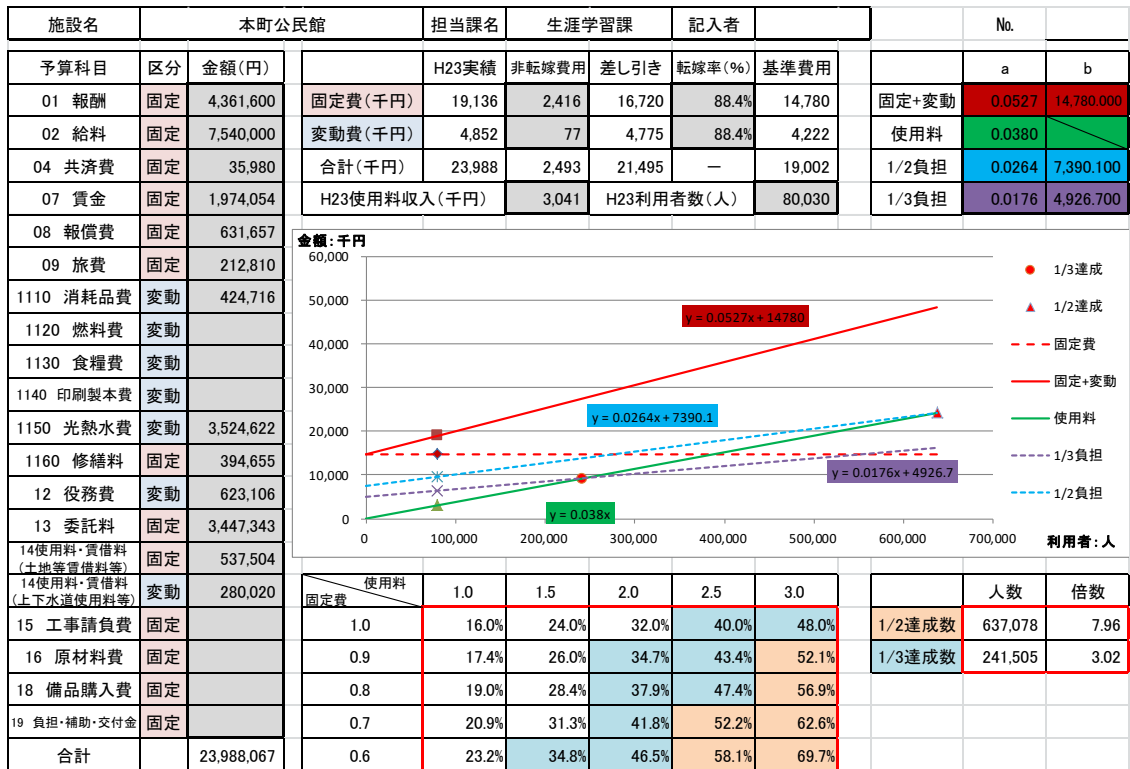 施設名 本町公民館 担当課名 生涯学習課 記入者 No.
予算科目 区分 金額(円)
01 報酬 固定 4,361,600
02 給料 固定 7,540,000
04 共済費 固定 35,980
07 賃金 固定 1,974,054
08 報償費 固定 631,657
09 旅費 固定 212,810
1110 消耗品費 変動 424,716
1120 燃料費 変動
1130 食糧費 変動
1140 印刷製本費 変動
1150 光熱水費 変動 3,524,622
1160 修繕料 固定 394,655
12 役務費 変動 623,106
13 委託料 固定 3,447,343
14使用料・賃借料
(土地等賃借料等) 固定 537,504
14使用料・賃借料
(上下水道使用料等) 変動 280,020
15 工事請負費 固定
16 原材料費 固定
18 備品購入費 固定
19 負担・補助・交付金 固定
合計 23,988,067
H23実績 非転嫁費用 差し引き 転嫁率(%) 基準費用
固定費(千円) 19,136 2,416 16,720 88.4% 14,780
変動費(千円) 4,852 77 4,775 88.4% 4,222
合計(千円) 23,988 2,493 21,495 － 19,002
H23使用料収入(千円) 3,041 H23利用者数(人) 80,030
a b
固定+変動 0.0527 14,780.000
使用料 0.0380
1/2負担 0.0264 7,390.100
1/3負担 0.0176 4,926.700
金額:千円
60,000
50,000
40,000
30,000
20,000
10,000
0
y = 0.0527x + 14780
y = 0.0264x + 7390.1
y = 0.0176x + 4926.7
y = 0.038x
0 100,000 200,000 300,000 400,000 500,000 600,000 700,000
利用者:人
1/3達成
1/2達成
固定費
固定+変動
使用料
1/3負担
1/2負担
使用料
固定費
1.0 1.5 2.0 2.5 3.0
1.0 16.0% 24.0% 32.0% 40.0% 48.0%
0.9 17.4% 26.0% 34.7% 43.4% 52.1%
0.8 19.0% 28.4% 37.9% 47.4% 56.9%
0.7 20.9% 31.3% 41.8% 52.2% 62.6%
0.6 23.2% 34.8% 46.5% 58.1% 69.7%
人数 倍数
1/2達成数 637,078 7.96
1/3達成数 241,505 3.02